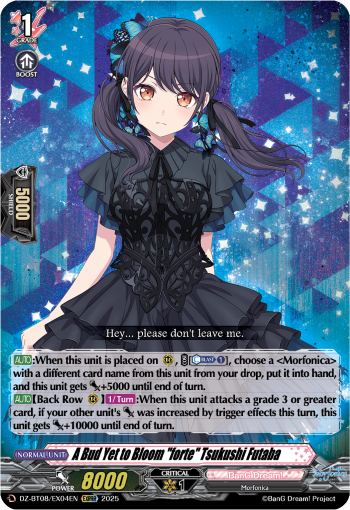 1
GRADE
BOOST
5000
SHIELD
Hey... please don't leave me.
AUTO:When this unit is placed on (R), COST [Counter-Blast 1], choose a <Morfonica>
with a different card name from this unit from your drop, put it into hand,
and this unit gets +5000 until end of turn.
AUTO [Back Row (R)] 1/Turn:When this unit attacks a grade 3 or greater
card, if your other unit's was increased by trigger effects this turn, this
unit gets +10000 until end of turn.
NORMAL UNIT
A Bud Yet to Bloom "forte" Tsukushi Futaba
POWER 8000
CRITICAL
1
BanG Dream!
Morfonica
DZ-BT08/EX04EN 2025
©BanG Dream! Project